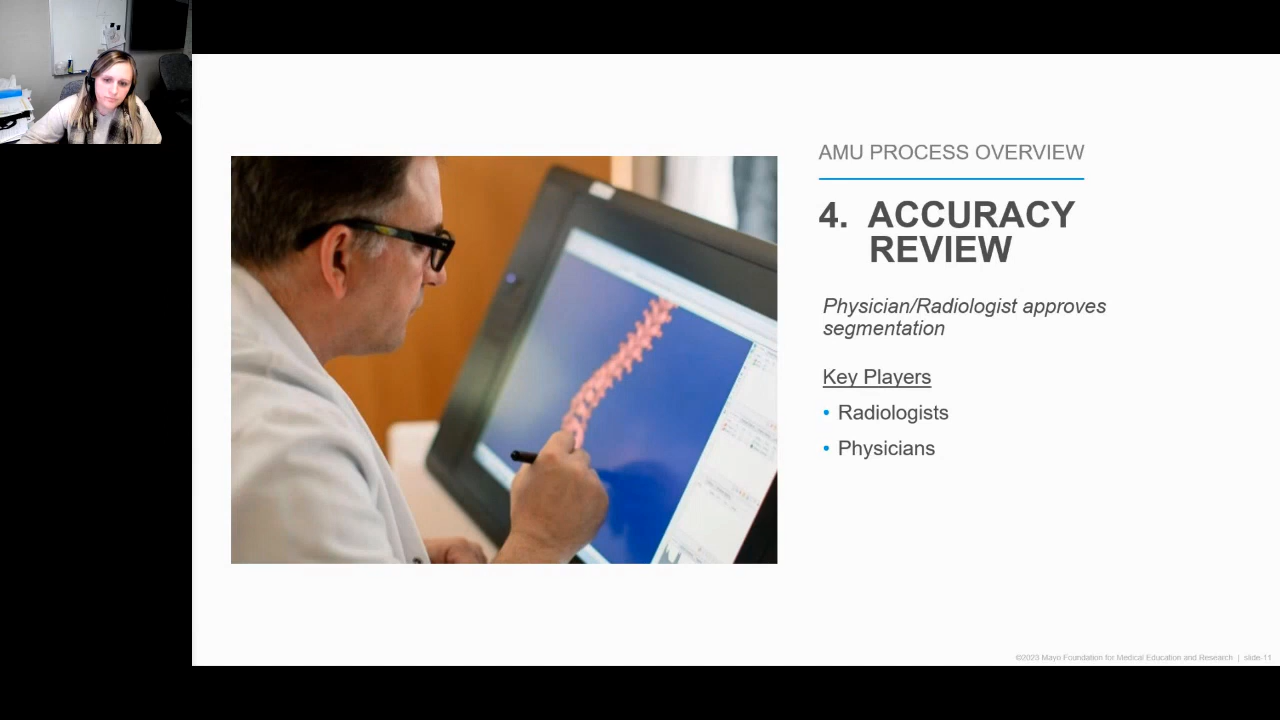 AMU PROCESS OVERVIEW
4. ACCURACY
REVIEW
Physician/Radiologist approves
segmentation
Key Players
• Radiologists
• Physicians
©2023 Mayo Foundation for Medical Education and Research | slide-11